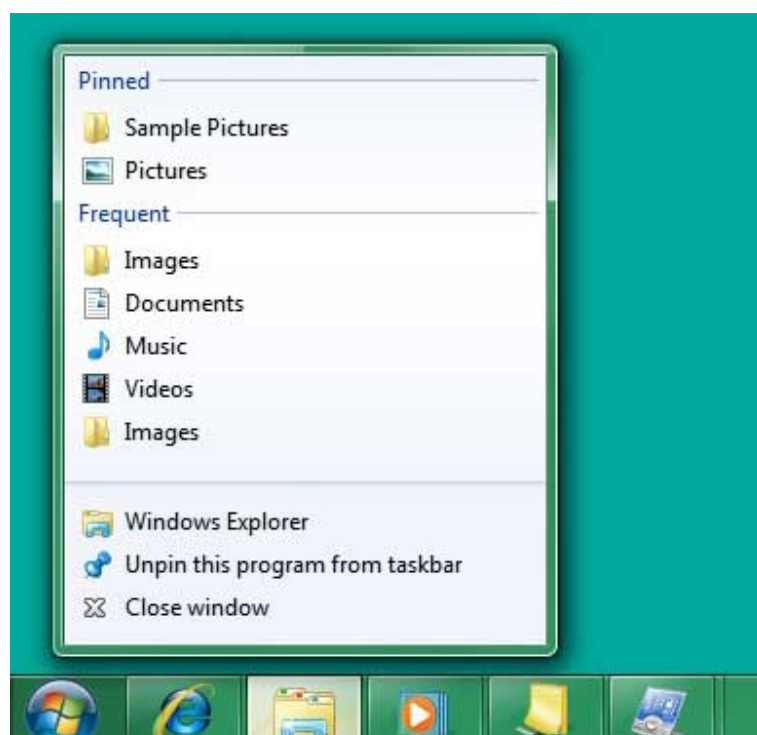 Pinned
Sample Pictures
Pictures
Frequent
Images
Documents
Music
Videos
Images
Windows Explorer
Unpin this program from taskbar
Close window